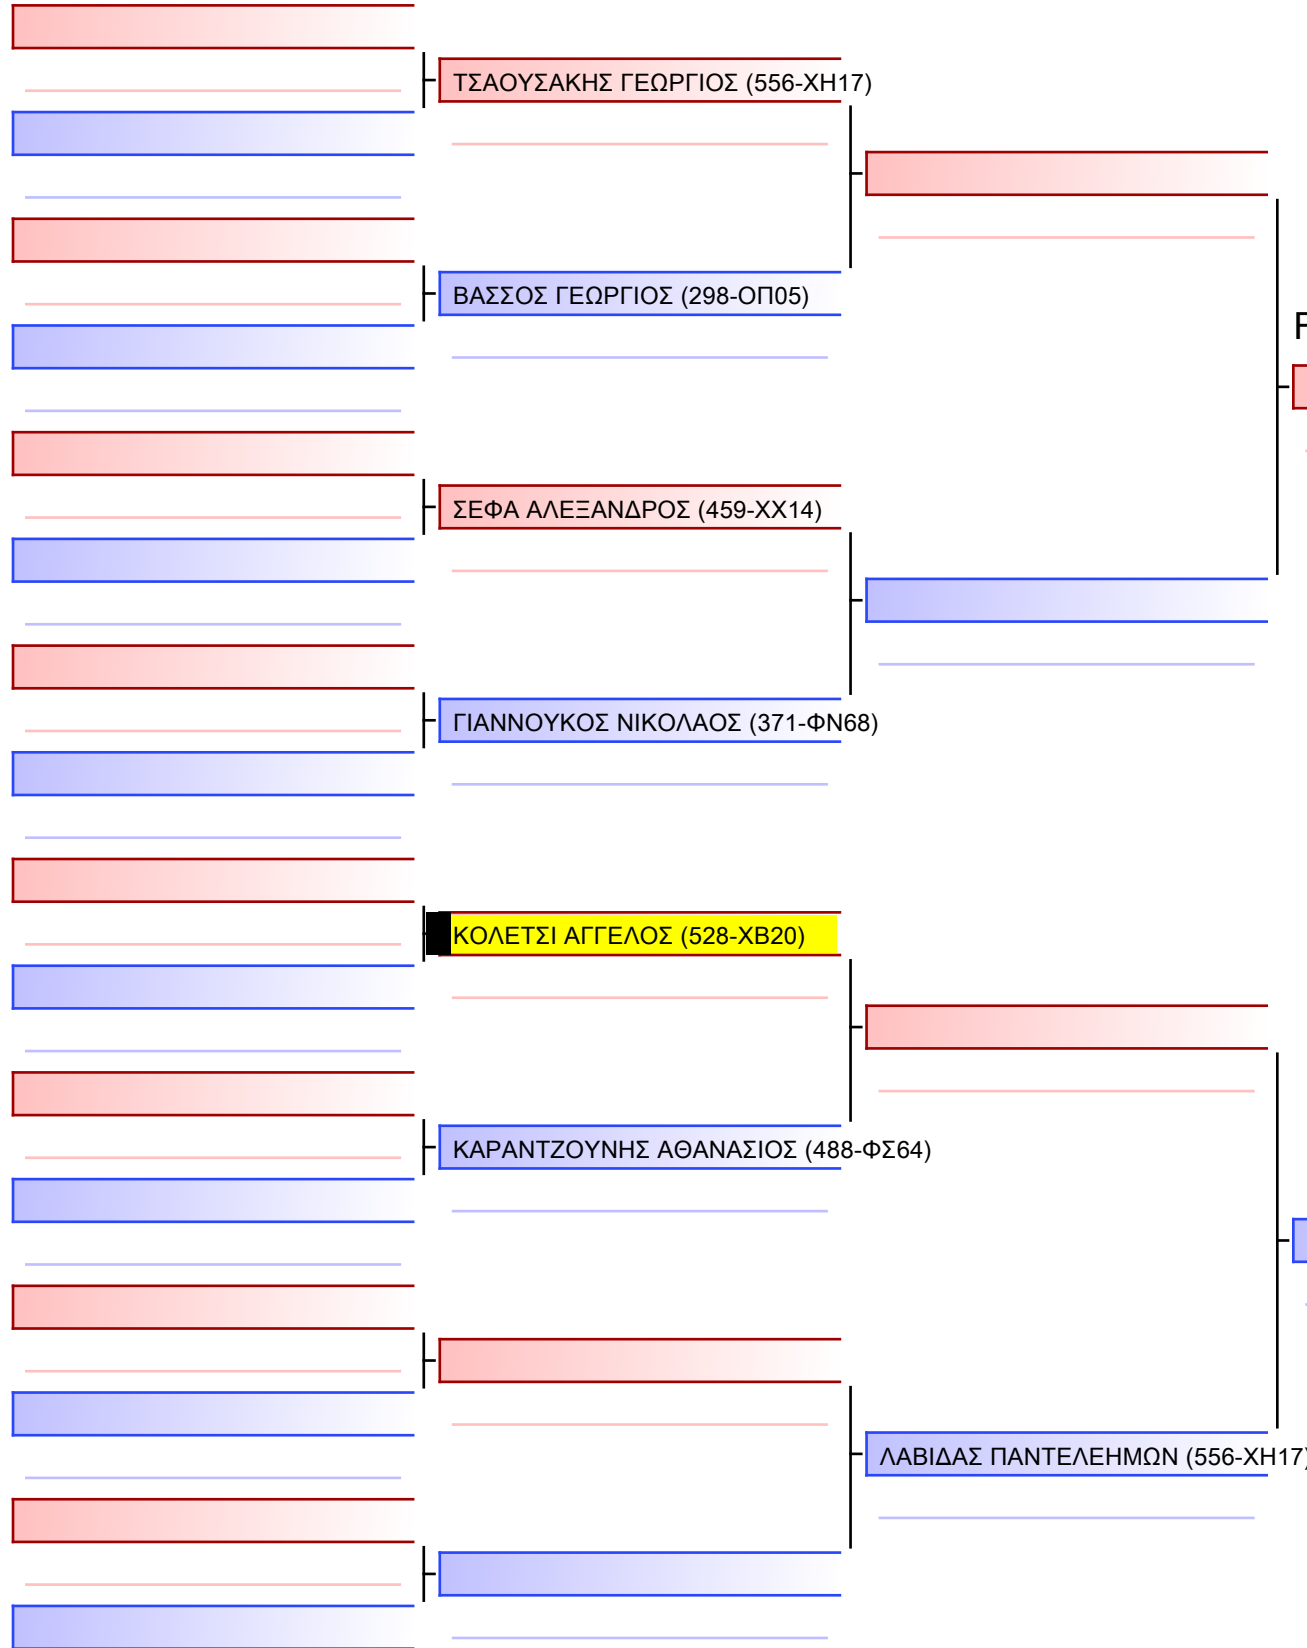 ΤΣΑΟΥΣΑΚΗΣ ΓΕΩΡΓΙΟΣ (556-ΧΗ17)
ΒΑΣΣΟΣ ΓΕΩΡΓΙΟΣ (298-ΟΠ05)
ΣΕΦΑ ΑΛΕΞΑΝΔΡΟΣ (459-ΧΧ14)
ΓΙΑΝΝΟΥΚΟΣ ΝΙΚΟΛΑΟΣ (371-ΦΝ68)
ΚΟΛΕΤΣΙ ΑΓΓΕΛΟΣ (528-ΧΒ20)
ΚΑΡΑΝΤΖΟΥΝΗΣ ΑΘΑΝΑΣΙΟΣ (488-ΦΣ64)
ΛΑΒΙΔΑΣ ΠΑΝΤΕΛΕΗΜΩΝ (556-ΧΗ17)